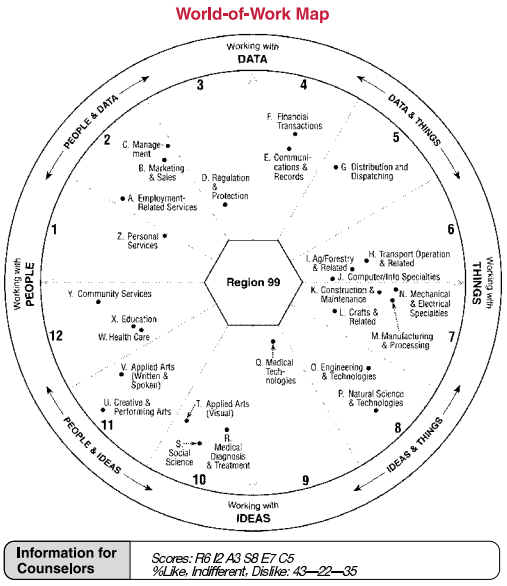 World-of-Work Map
Working with
DATA
PEOPLE & DATA
DATA & THINGS
3
4
2
5
F. Financial
Transactions
C. Manage-
ment
B. Marketing
& Sales
E. Communi-
cations &
Records
G Distribution and
Dispatching
D. Regulation
&
Protection
A. Employment-
Related Services
1
6
Z. Personal
Services
I. Ag/Forestry
& Related
H. Transport Operation
& Related
J. Computer/Info Specialties
Region 99
Working with
PEOPLE
Working with
THINGS
Y. Community Services
K. Construction &
Maintenance
N. Mechanical
& Electrical
Specialties
L. Crafts &
Related
X. Education
W. Health Care
12
7
M. Manufacturing
& Processing
Q. Medical
Tech-
nologies
V. Applied Arts
(Written &
Spoken)
O. Engineering
& Technologies
U. Creative &
Performing Arts
T. Applied Arts
(Visual)
P. Natural Science
& Technologies
11
8
S.
Social
Science
R.
Medical
Diagnosis
& Treatment
10
9
PEOPLE & IDEAS
IDEAS & THINGS
Working with
IDEAS
Information for
Counselors
Scores: R6 I2 A3 S8 E7 C5
%Like, Indifferent, Dislike: 43—22—35